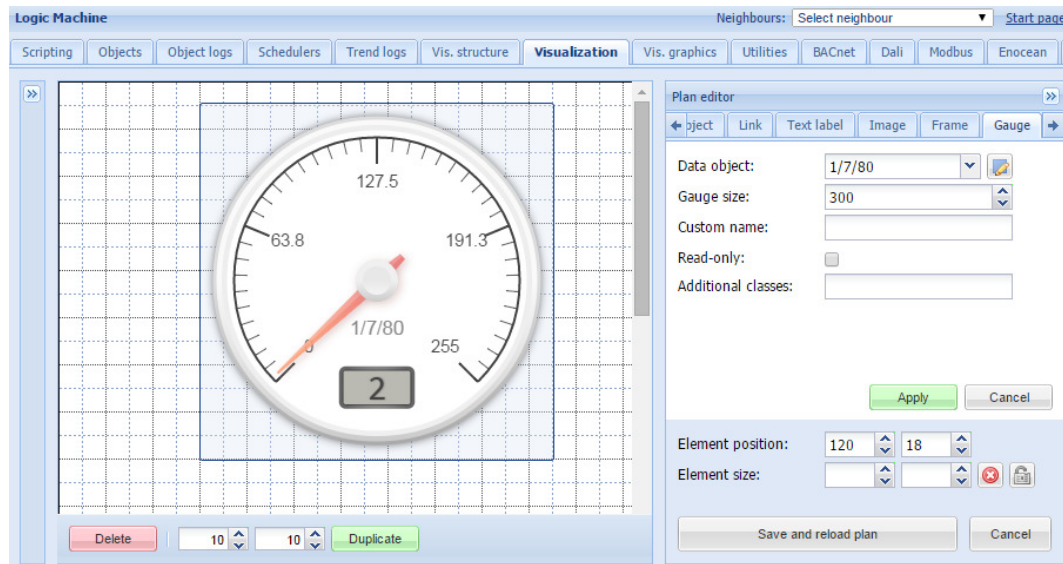 Logic Machine Neighbours: Select neighbour Start page
Scripting Objects Object logs Schedulers Trend logs Vis. structure Visualization Vis. graphics Utilities BACnet Dali Modbus Enocean
Plan editor
bject Link Text label Image Frame Gauge
Data object: 1/7/80
Gauge size: 300
Custom name:
Read-only:
Additional classes:
127.5
63.8 191.3
1/7/80
0 255
2
Apply Cancel
Element position: 120 18
Element size:
Delete 10 10 Duplicate
Save and reload plan Cancel